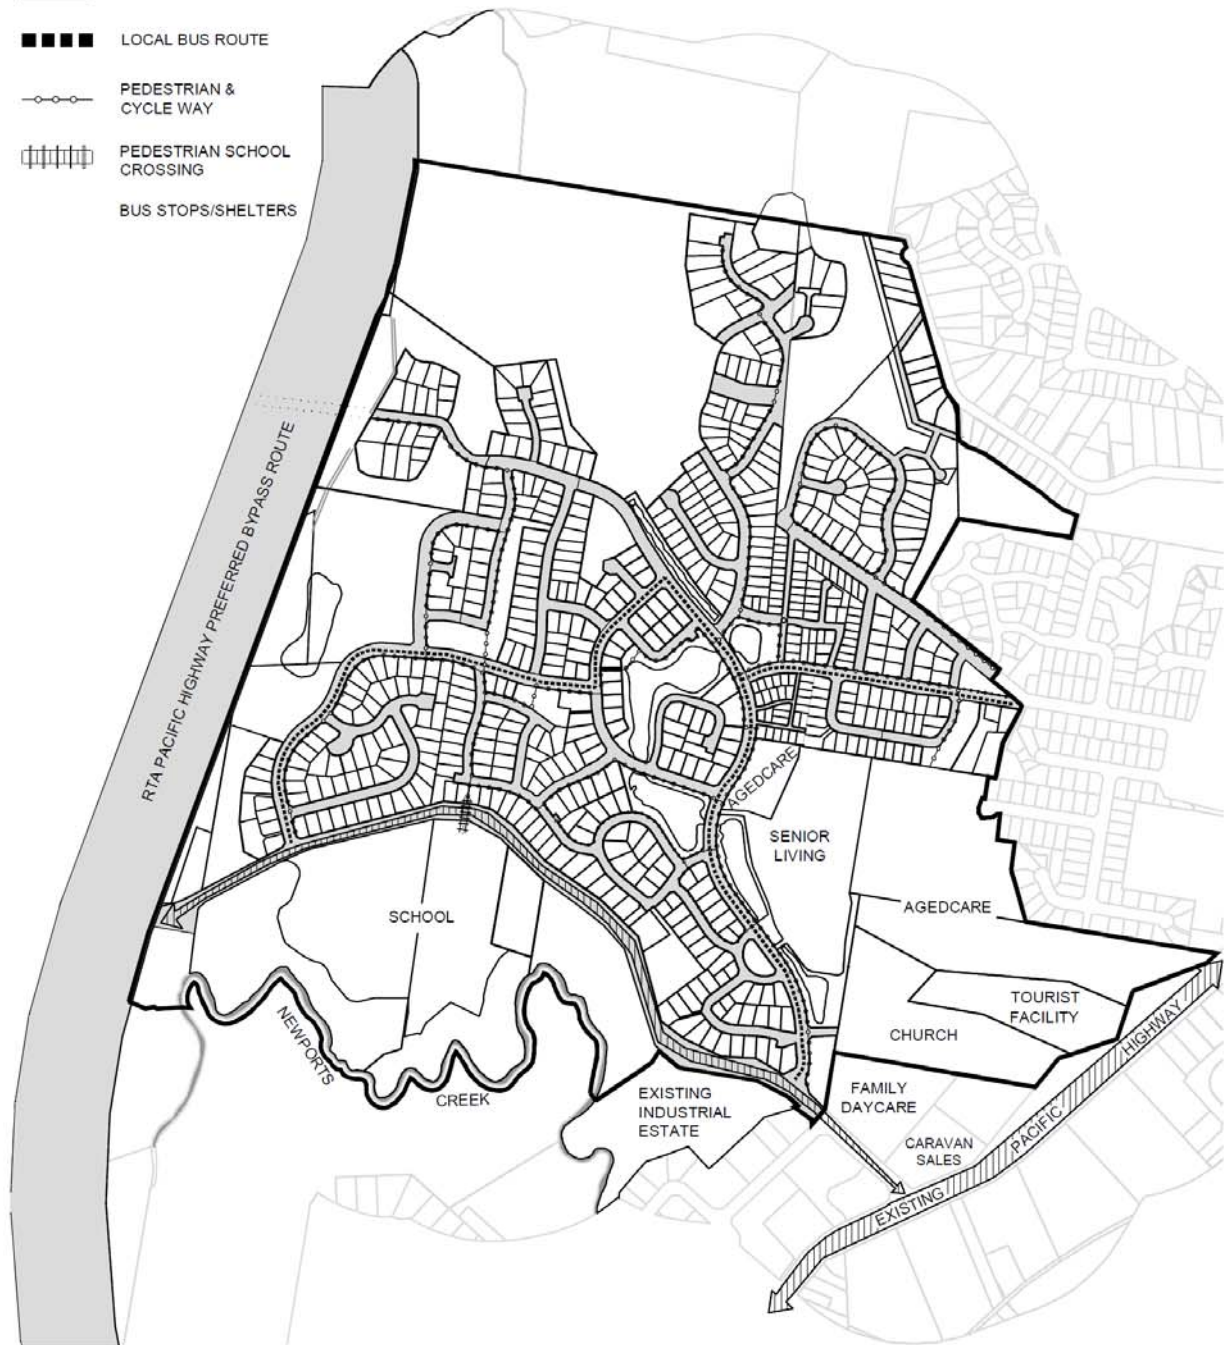 LOCAL BUS ROUTE
PEDESTRIAN &
CYCLE WAY
PEDESTRIAN SCHOOL
CROSSING
BUS STOPS/SHELTERS
RTA PACIFIC HIGHWAY PREFERRED BYPASS ROUTE
AGEDCARE
SENIOR
LIVING
SCHOOL
AGEDCARE
TOURIST
FACILITY
CHURCH
NEWPORTS
CREEK
EXISTING
INDUSTRIAL
ESTATE
FAMILY
DAYCARE
CARAVAN
SALES
EXISTING
PACIFIC
HIGHWAY